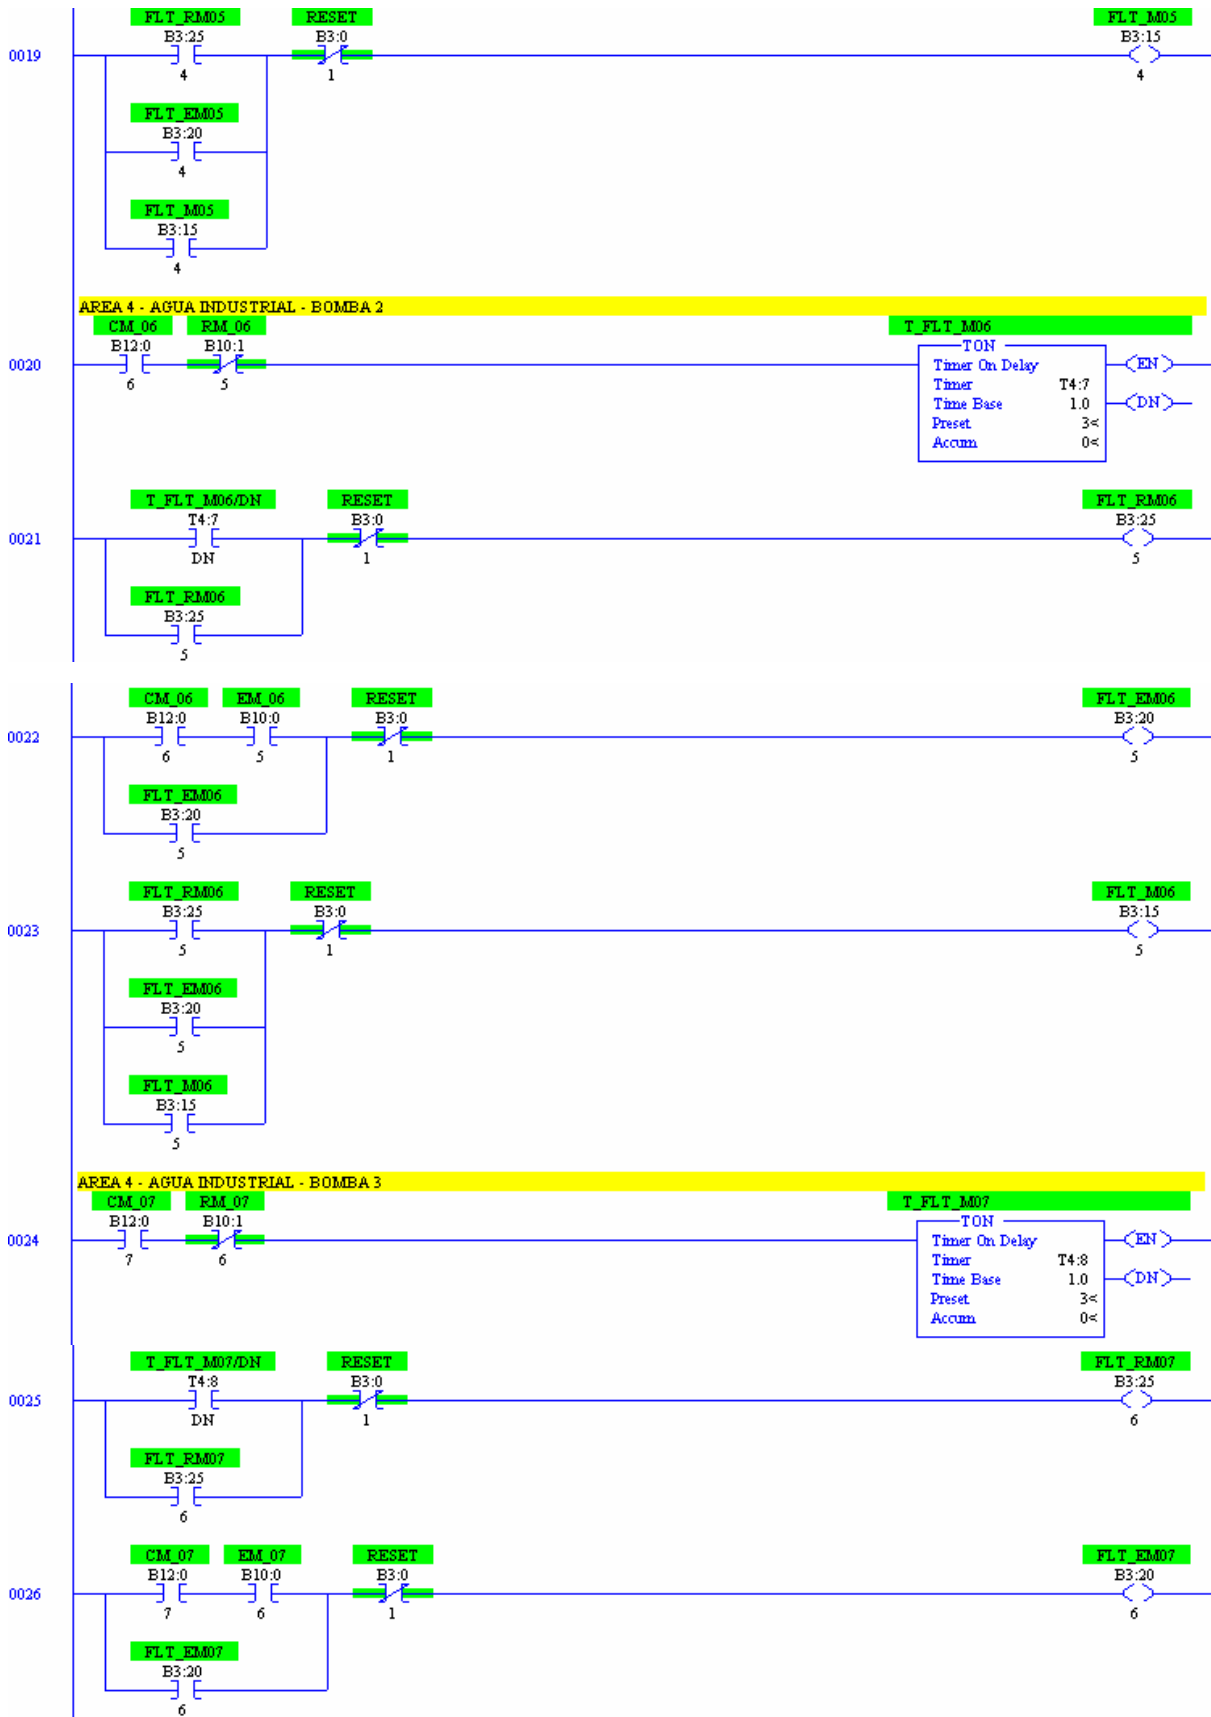 FLT_RM05 RESET FLT_M05
B3:25 B3:0 B3:15
0019
4 1 4
FLT_EM05
B3:20
4
FLT_M05
B3:15
4
AREA 4 - AGUA INDUSTRIAL - BOMBA 2
CM_06 RM_06 T_FLT_M06
B12:0 B10:1 TON
0020 Timer On Delay EN
6 5 Timer T4:7
Time Base 1.0 DN
Preset 3<
Accum 0<
T_FLT_M06/DN RESET FLT_RM06
T4:7 B3:0 B3:25
0021
DN 1 5
FLT_RM06
B3:25
5
CM_06 EM_06 RESET FLT_EM06
B12:0 B10:0 B3:0 B3:20
0022
6 5 1 5
FLT_EM06
B3:20
5
FLT_RM06 RESET FLT_M06
B3:25 B3:0 B3:15
0023
5 1 5
FLT_EM06
B3:20
5
FLT_M06
B3:15
5
AREA 4 - AGUA INDUSTRIAL - BOMBA 3
CM_07 RM_07 T_FLT_M07
B12:0 B10:1 TON
0024 Timer On Delay EN
7 6 Timer T4:8
Time Base 1.0 DN
Preset 3<
Accum 0<
T_FLT_M07/DN RESET FLT_RM07
T4:8 B3:0 B3:25
0025
DN 1 6
FLT_RM07
B3:25
6
CM_07 EM_07 RESET FLT_EM07
B12:0 B10:0 B3:0 B3:20
0026
7 6 1 6
FLT_EM07
B3:20
6